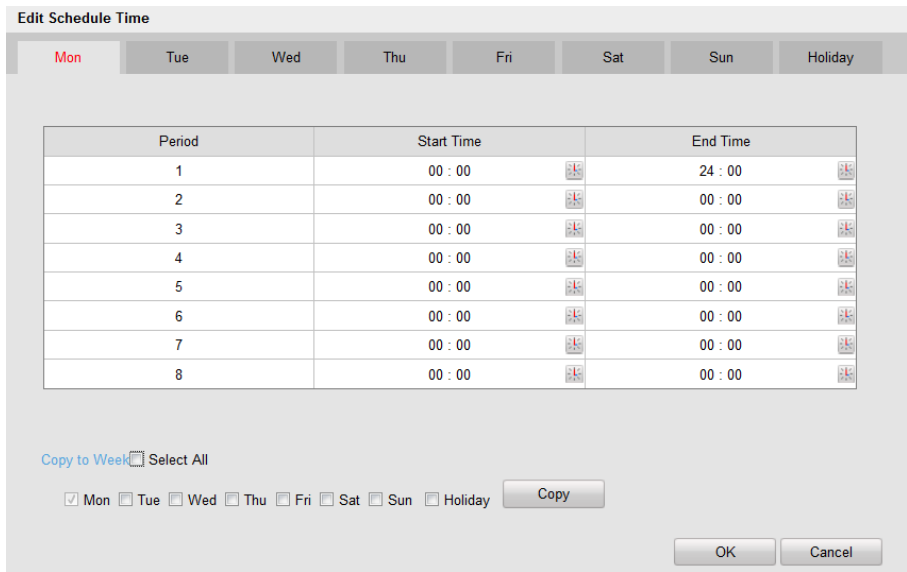 Edit Schedule Time
Mon Tue Wed Thu Fri Sat Sun Holiday
Period Start Time End Time
1 00 : 00 24 : 00
2 00 : 00 00 : 00
3 00 : 00 00 : 00
4 00 : 00 00 : 00
5 00 : 00 00 : 00
6 00 : 00 00 : 00
7 00 : 00 00 : 00
8 00 : 00 00 : 00
Copy to Week Select All
Mon Tue Wed Thu Fri Sat Sun Holiday Copy
OK Cancel